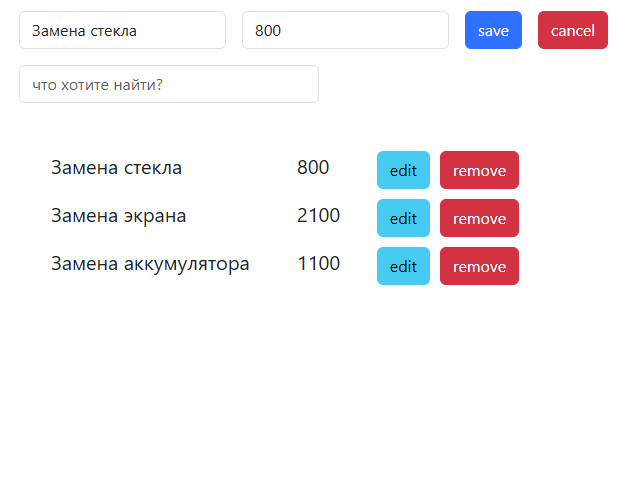 Замена стекла 800 save cancel
что хотите найти?
Замена стекла 800 edit remove
Замена экрана 2100 edit remove
Замена аккумулятора 1100 edit remove